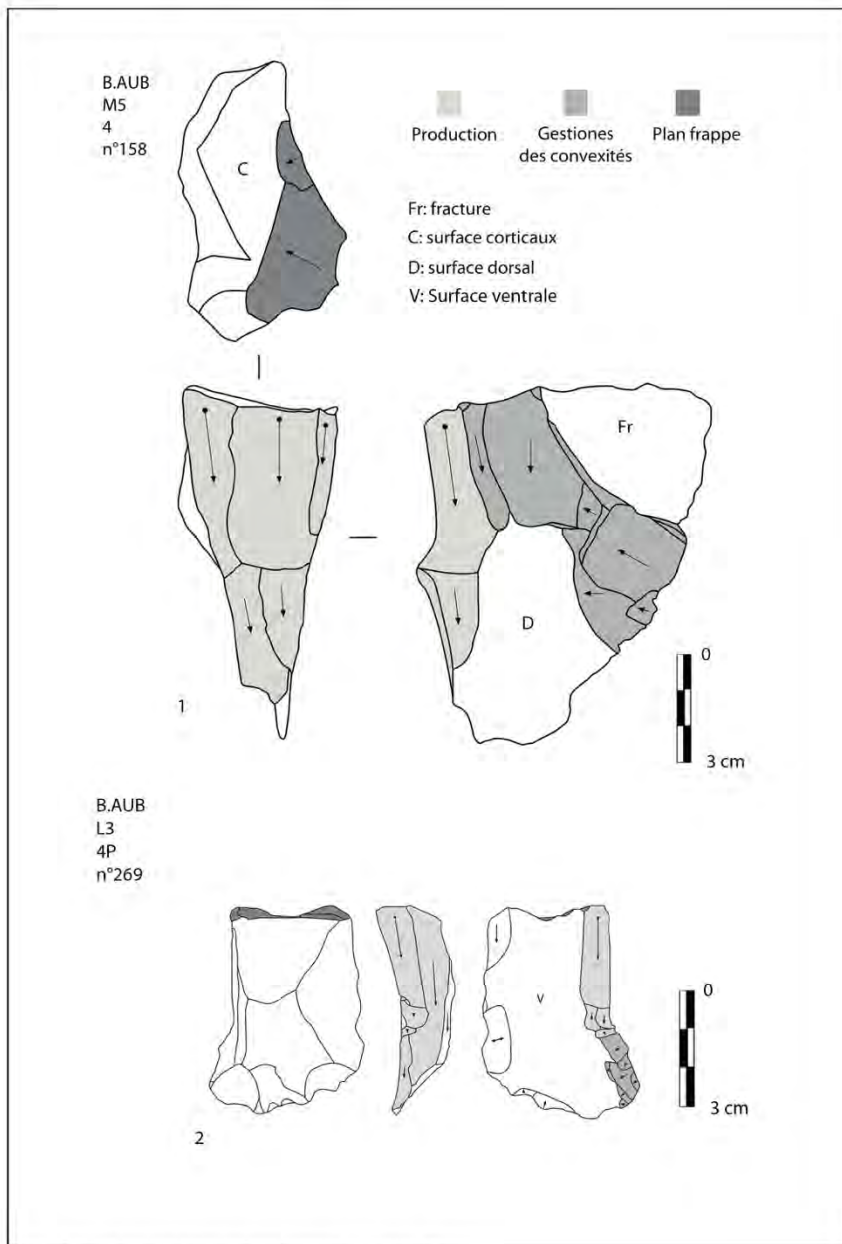 B.AUB
M5
4
n°158
C
Production
Gestiones
des convexités
Plan frappe
Fr: fracture
C: surface corticaux
D: surface dorsal
V: Surface ventrale
Fr
D
0
3 cm
1
B.AUB
L3
4P
n°269
V
0
3 cm
2